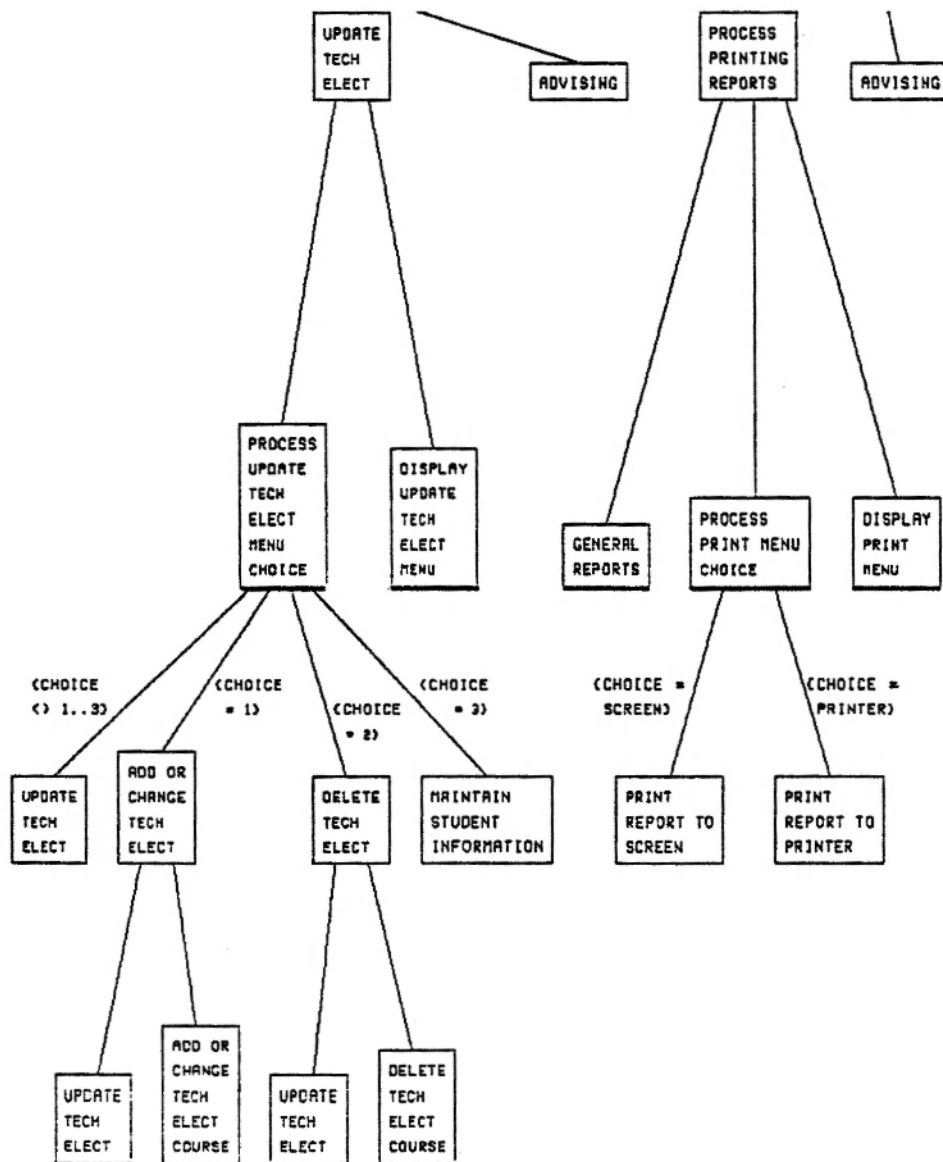 UPDATE
TECH
ELECT
ADVISING
PROCESS
PRINTING
REPORTS
ADVISING
PROCESS
UPDATE
TECH
ELECT
MENU
CHOICE
DISPLAY
UPDATE
TECH
ELECT
MENU
GENERAL
REPORTS
PROCESS
PRINT MENU
CHOICE
DISPLAY
PRINT
MENU
(CHOICE
<> 1..3)
(CHOICE
= 1)
(CHOICE
= 2)
(CHOICE
= 3)
(CHOICE =
SCREEN)
(CHOICE =
PRINTER)
UPDATE
TECH
ELECT
ADD OR
CHANGE
TECH
ELECT
DELETE
TECH
ELECT
MAINTAIN
STUDENT
INFORMATION
PRINT
REPORT TO
SCREEN
PRINT
REPORT TO
PRINTER
UPDATE
TECH
ELECT
ADD OR
CHANGE
TECH
ELECT
COURSE
UPDATE
TECH
ELECT
DELETE
TECH
ELECT
COURSE